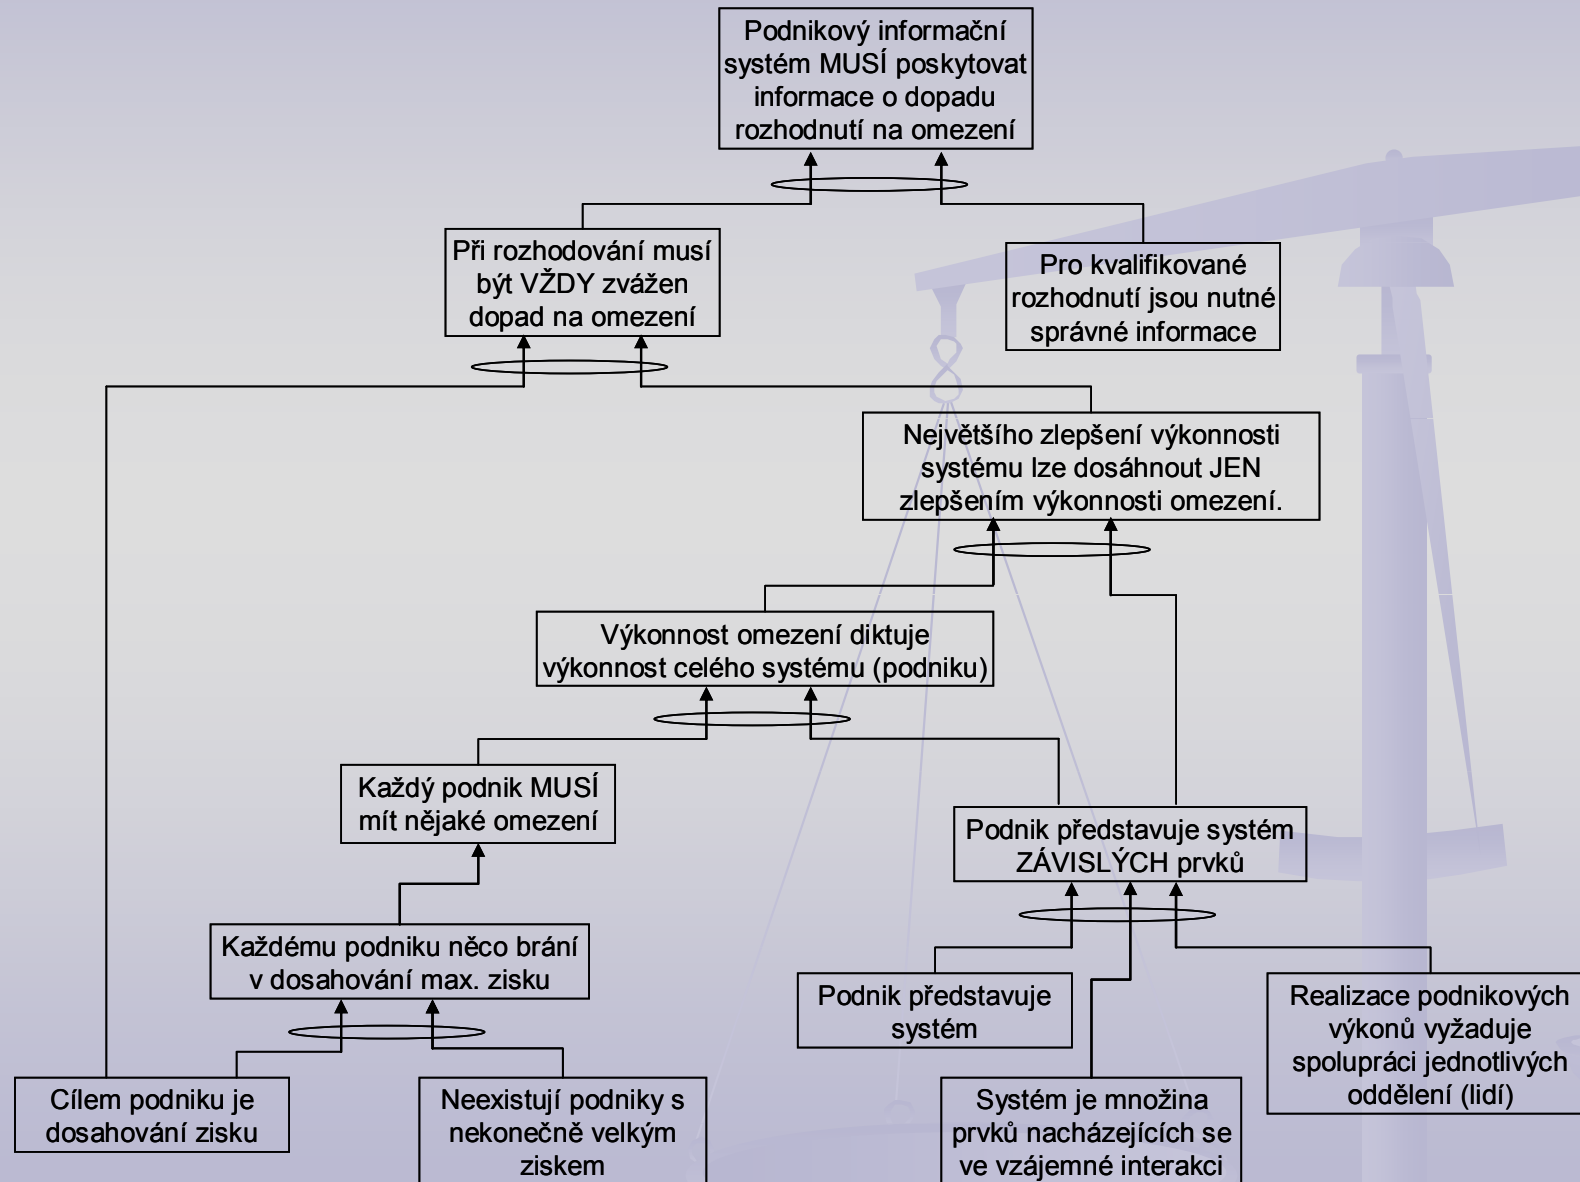 Podnikový informační
systém MUSÍ poskytovat
informace o dopadu
rozhodnutí na omezení
Při rozhodování musí
být VŽDY zvážen
dopad na omezení
Pro kvalifikované
rozhodnutí jsou nutné
správné informace
Největšího zlepšení výkonnosti
systému lze dosáhnout JEN
zlepšením výkonnosti omezení.
Výkonnost omezení diktuje
výkonnost celého systému (podniku)
Každý podnik MUSÍ
mít nějaké omezení
Podnik představuje systém
ZÁVISLÝCH prvků
Každému podniku něco brání
v dosahování max. zisku
Podnik představuje
systém
Realizace podnikových
výkonů vyžaduje
spolupráci jednotlivých
oddělení (lidí)
Cílem podniku je
dosahování zisku
Neexistují podniky s
nekonečně velkým
ziskem
Systém je množina
prvků nacházejících se
ve vzájemné interakci